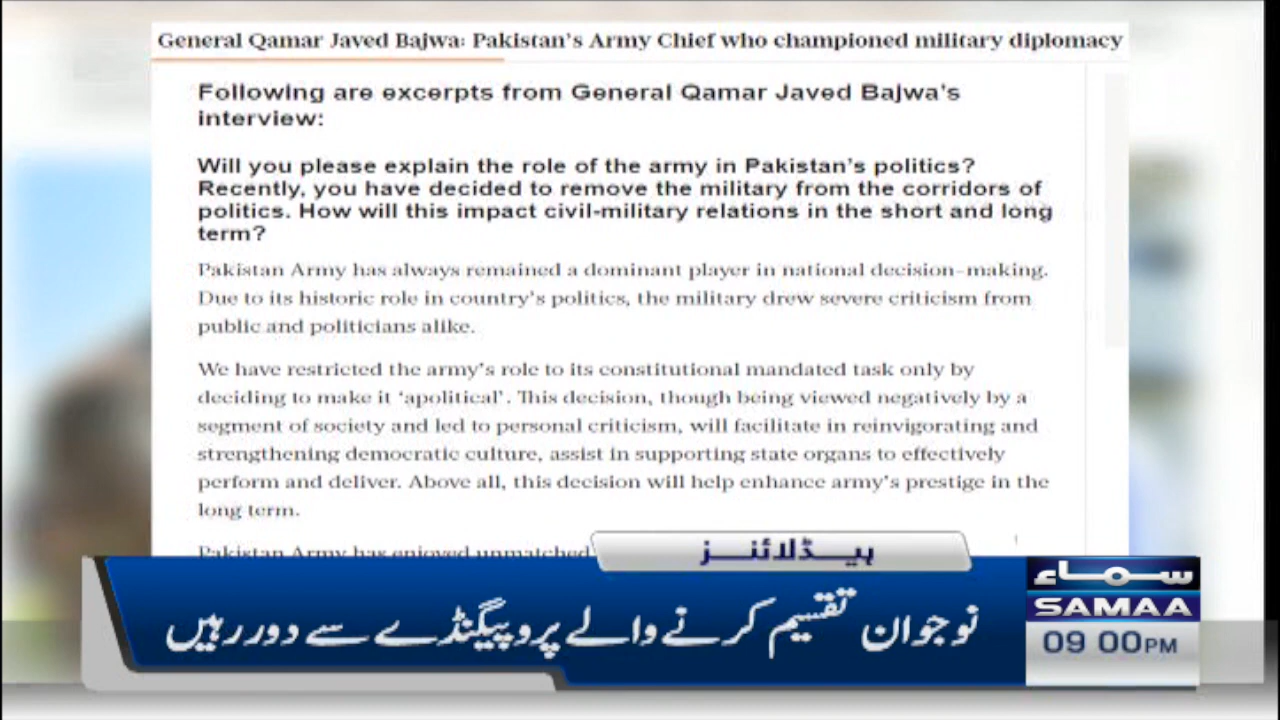 General Qamar Javed Bajwa: Pakistan's Army Chief who championed military diplomacy
Following are excerpts from General Qamar Javed Bajwa's
interview:
Will you please explain the role of the army in Pakistan's politics?
Recently, you have decided to remove the military from the corridors of
politics. How will this impact civil-military relations in the short and long
term?
Pakistan Army has always remained a dominant player in national decision-making.
Due to its historic role in country's politics, the military drew severe criticism from
public and politicians alike.
We have restricted the army's role to its constitutional mandated task only by
deciding to make it 'apolitical'. This decision, though being viewed negatively by a
segment of society and led to personal criticism, will facilitate in reinvigorating and
strengthening democratic culture, assist in supporting state organs to effectively
perform and deliver. Above all, this decision will help enhance army's prestige in the
long term.
Pakistan Army has enjoyed unmatched
ہیڈلائنز
نوجوان تقسیم کرنے والے پروپیگنڈے سے دور رہیں
سماء
SAMAA
09 00PM